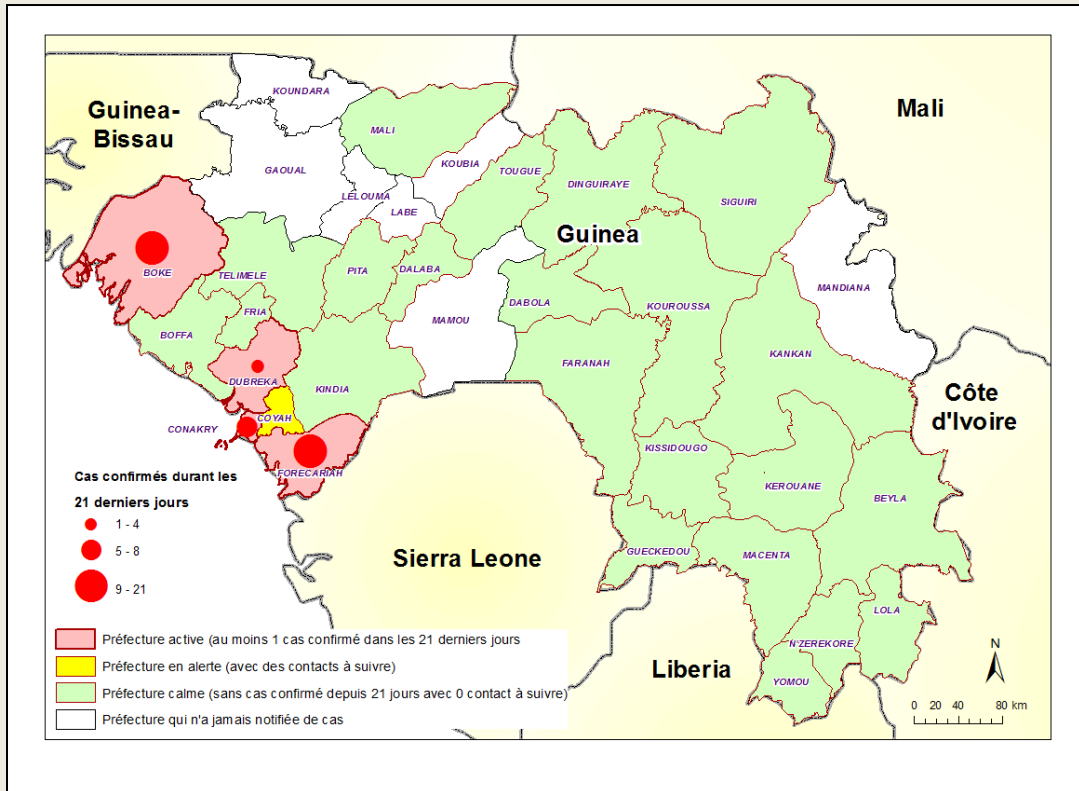 KOUNDARA
Guinea-
Bissau
Mali
MALI
KOUBIA
GAOUAL
TOUGUE
DINGUIRAYE
LELOUMA
SIGUIRI
LABE
Guinea
BOKE
TELIMELE
PITA
DALABA
MANDIANA
DABOLA
KOUROUSSA
FRIA
MAMOU
BOFFA
KANKAN
FARANAH
DUBREKA
KINDIA
Côte
d'Ivoire
COYAH
CONAKRY
KISSIDOUGO
FORECARIAH
KEROUANE
BEYLA
Cas confirmés durant les
21 derniers jours
1 - 4
5 - 8
9 - 21
Sierra Leone
GUECKEDOU
MACENTA
LOLA
N'ZEREKORE
Liberia
YOMOU
N
0 20 40 80 km
Préfecture active (au moins 1 cas confirmé dans les 21 derniers jours
Préfecture en alerte (avec des contacts à suivre)
Préfecture calme (sans cas confirmé depuis 21 jours avec 0 contact à suivre)
Préfecture qui n'a jamais notifiée de cas